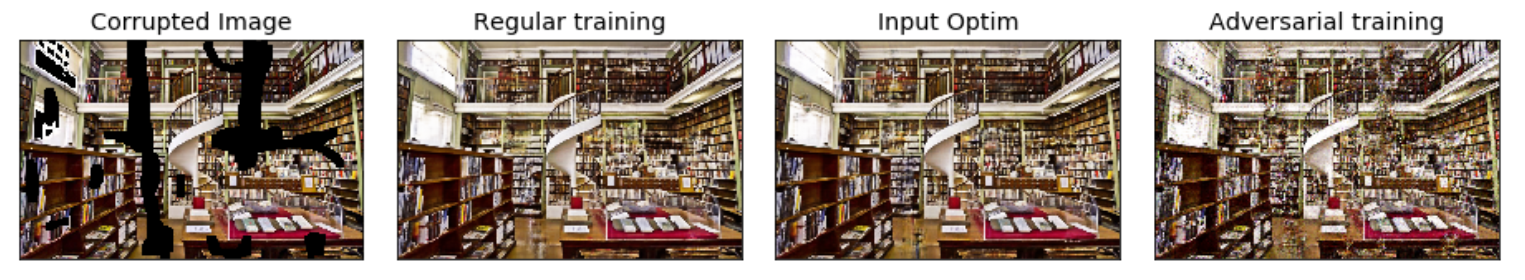 Corrupted Image
Regular training
Input Optim
Adversarial training